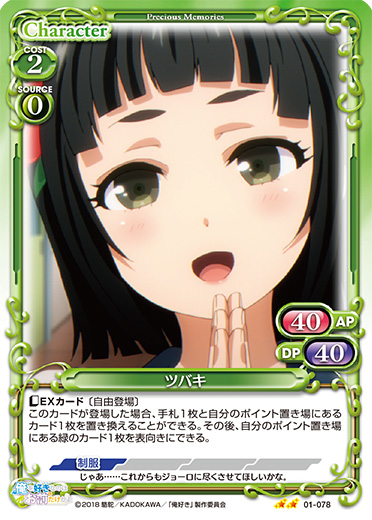 Precious Memories
Character
COST
2
SOURCE
0
40 AP
DP 40
ツバキ
EXカード〔自由登場〕
このカードが登場した場合、手札1枚と自分のポイント置き場にある
カード1枚を置き換えることができる。その後、自分のポイント置き場
にある緑のカード1枚を表向きにできる。
制服
じゃあ……これからもジョーロに尽くさせてほしいかな。
©2018 駱駝/KADOKAWA/「俺好き」製作委員会
01-078